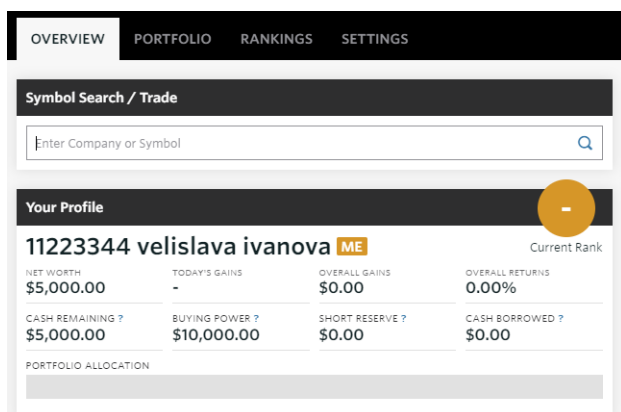 OVERVIEW PORTFOLIO RANKINGS SETTINGS
Symbol Search / Trade
Enter Company or Symbol
Your Profile
-
11223344 velislava ivanova ME
Current Rank
NET WORTH TODAY'S GAINS OVERALL GAINS OVERALL RETURNS
$5,000.00 - $0.00 0.00%
CASH REMAINING ? BUYING POWER ? SHORT RESERVE ? CASH BORROWED ?
$5,000.00 $10,000.00 $0.00 $0.00
PORTFOLIO ALLOCATION